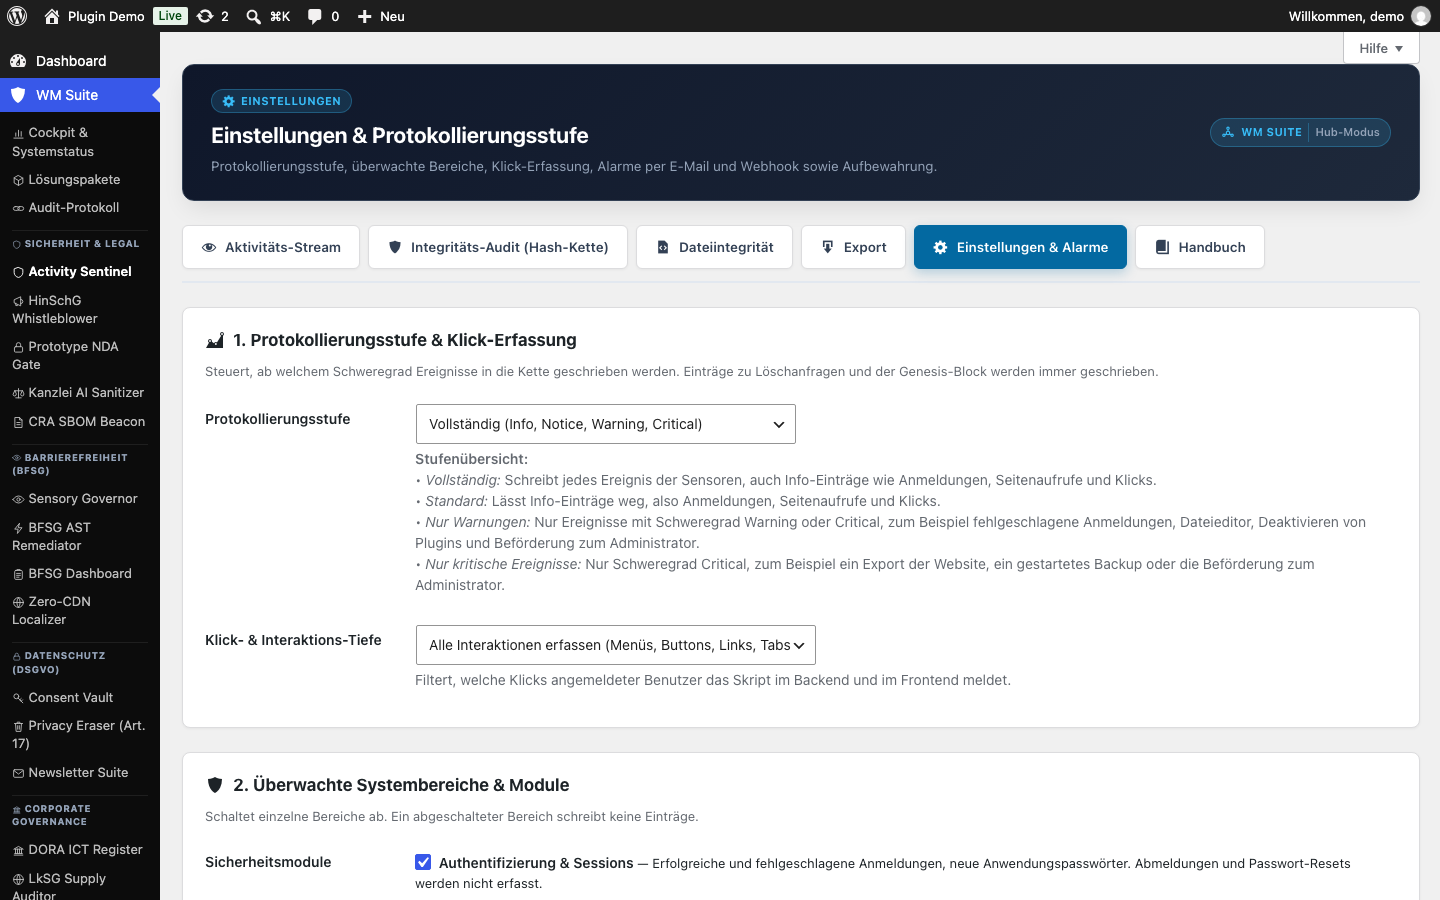 Plugin Demo Live 2 ⌘K 0 Neu Willkommen, demo
Hilfe
Dashboard
WM Suite
Cockpit &
Systemstatus
Lösungspakete
Audit-Protokoll
SICHERHEIT & LEGAL
Activity Sentinel
HinSchG
Whistleblower
Prototype NDA
Gate
Kanzlei AI Sanitizer
CRA SBOM Beacon
BARRIEREFREIHEIT
(BFSG)
Sensory Governor
BFSG AST
Remediator
BFSG Dashboard
Zero-CDN
Localizer
DATENSCHUTZ
(DSGVO)
Consent Vault
Privacy Eraser (Art.
17)
Newsletter Suite
CORPORATE
GOVERNANCE
DORA ICT Register
LkSG Supply
Auditor
EINSTELLUNGEN
Einstellungen & Protokollierungsstufe
Protokollierungsstufe, überwachte Bereiche, Klick-Erfassung, Alarme per E-Mail und Webhook sowie Aufbewahrung.
WM SUITE Hub-Modus
Aktivitäts-Stream
Integritäts-Audit (Hash-Kette)
Dateiintegrität
Export
Einstellungen & Alarme
Handbuch
1. Protokollierungsstufe & Klick-Erfassung
Steuert, ab welchem Schweregrad Ereignisse in die Kette geschrieben werden. Einträge zu Löschanfragen und der Genesis-Block werden immer geschrieben.
Protokollierungsstufe
Vollständig (Info, Notice, Warning, Critical)
Stufenübersicht:
• Vollständig: Schreibt jedes Ereignis der Sensoren, auch Info-Einträge wie Anmeldungen, Seitenaufrufe und Klicks.
• Standard: Lässt Info-Einträge weg, also Anmeldungen, Seitenaufrufe und Klicks.
• Nur Warnungen: Nur Ereignisse mit Schweregrad Warning oder Critical, zum Beispiel fehlgeschlagene Anmeldungen, Dateieditor, Deaktivieren von
Plugins und Beförderung zum Administrator.
• Nur kritische Ereignisse: Nur Schweregrad Critical, zum Beispiel ein Export der Website, ein gestartetes Backup oder die Beförderung zum
Administrator.
Klick- & Interaktions-Tiefe
Alle Interaktionen erfassen (Menüs, Buttons, Links, Tabs
Filtert, welche Klicks angemeldeter Benutzer das Skript im Backend und im Frontend meldet.
2. Überwachte Systembereiche & Module
Schaltet einzelne Bereiche ab. Ein abgeschalteter Bereich schreibt keine Einträge.
Sicherheitsmodule
Authentifizierung & Sessions — Erfolgreiche und fehlgeschlagene Anmeldungen, neue Anwendungspasswörter. Abmeldungen und Passwort-Resets
werden nicht erfasst.